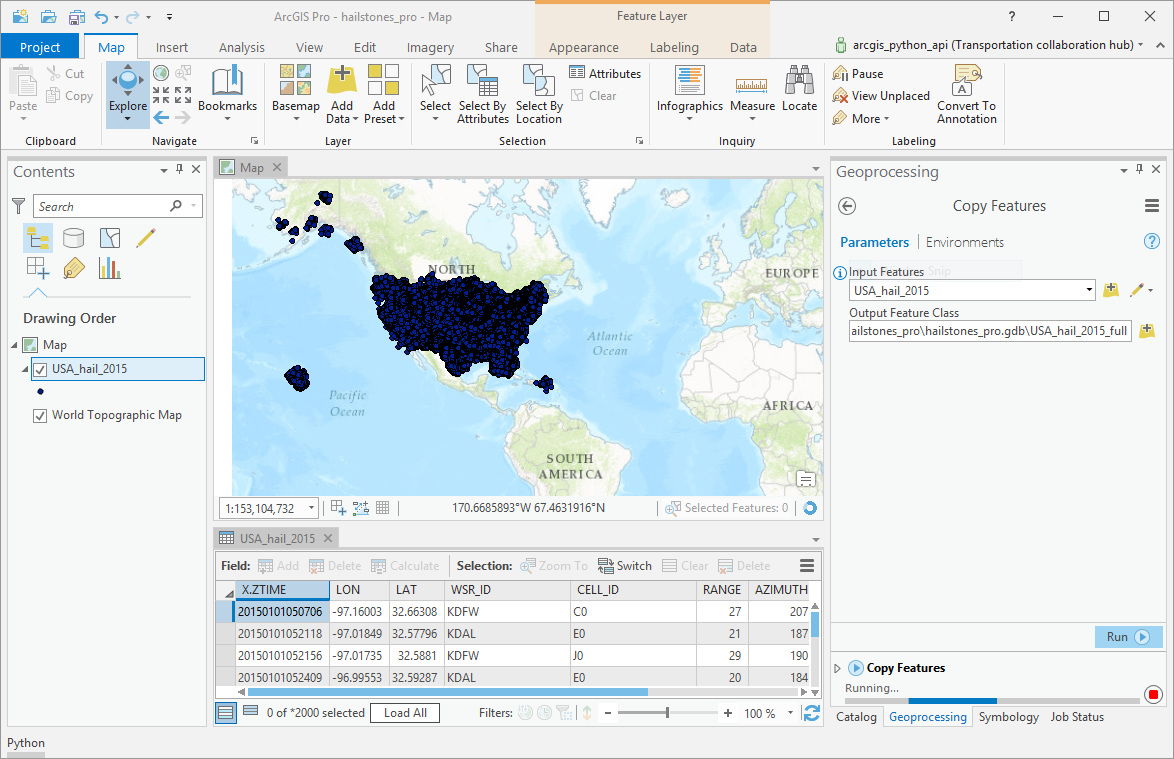 ArcGIS Pro - hailstones_pro - Map
Feature Layer
?
Project
Map
Insert
Analysis
View
Edit
Imagery
Share
Appearance
Labeling
Data
arcgis_python_api (Transportation collaboration hub)
Paste
Cut
Copy
Clipboard
Explore
Bookmarks
Navigate
Basemap
Add Data
Add Preset
Layer
Select
Select By Attributes
Select By Location
Attributes
Clear
Selection
Infographics
Measure
Locate
Inquiry
Pause
View Unplaced
More
Convert To Annotation
Labeling
Contents
Search
Drawing Order
Map
USA_hail_2015
World Topographic Map
Map
NORTH
EUROPE
Atlantic
Ocean
Pacific
Ocean
AFRICA
SOUTH
AMERICA
1:153,104,732
170.6685893°W 67.4631916°N
Selected Features: 0
USA_hail_2015
Field: Add Delete Calculate Selection: Zoom To Switch Clear Delete
X.ZTIME LON LAT WSR_ID CELL_ID RANGE AZIMUTH
20150101050706 -97.16003 32.66308 KDFW C0 27 207
20150101052118 -97.01849 32.57796 KDAL E0 21 187
20150101052156 -97.01735 32.5881 KDFW J0 29 190
20150101052409 -96.99553 32.59287 KDAL E0 20 184
0 of *2000 selected
Load All
Filters:
100 %
Geoprocessing
Copy Features
Parameters
Environments
?
Snip
Input Features
USA_hail_2015
Output Feature Class
ailstones_pro\hailstones_pro.gdb\USA_hail_2015_full
Run
Copy Features
Running...
Catalog
Geoprocessing
Symbology
Job Status
Python